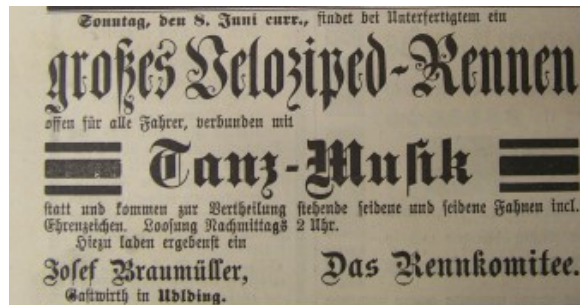 Sonntag, den 8. Juni curr., findet bei Unterfertigtem ein
großes Veloziped-Rennen
offen für alle Fahrer, verbunden mit
Tanz-Musik
statt und kommen zur Vertheilung stehende seidene und seidene Fahnen incl.
Ehrenzeichen. Loosung Nachmittags 2 Uhr.
Hiezu laden ergebenst ein
Josef Braumüller,
Gastwirth in Udlding.
Das Rennkomitee.